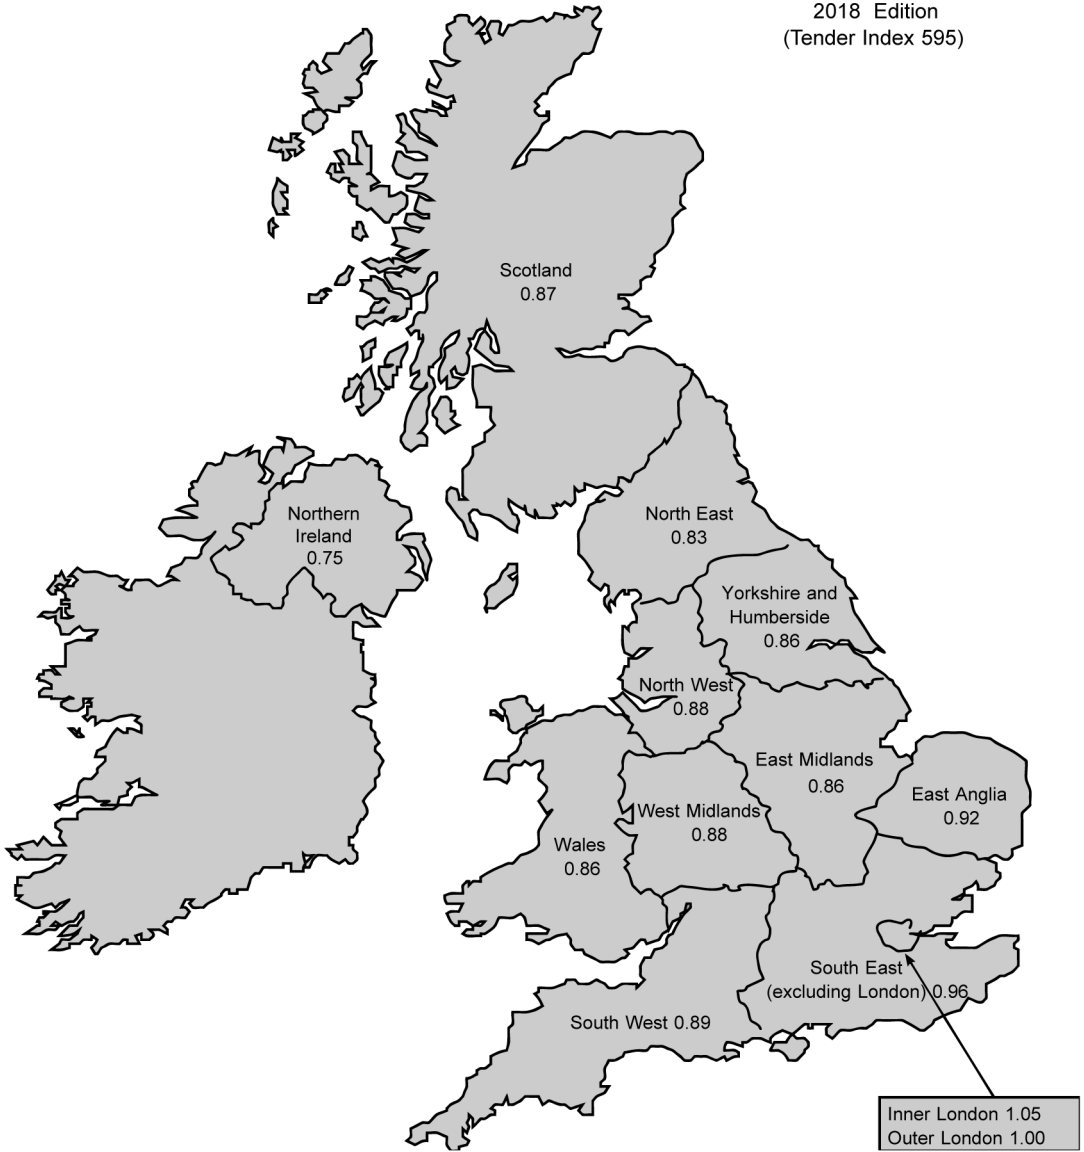 2018 Edition
(Tender Index 595)
Scotland
0.87
Northern
Ireland
0.75
North East
0.83
Yorkshire and
Humberside
0.86
North West
0.88
East Midlands
0.86
East Anglia
0.92
West Midlands
0.88
Wales
0.86
South East
(excluding London) 0.96
South West 0.89
Inner London 1.05
Outer London 1.00